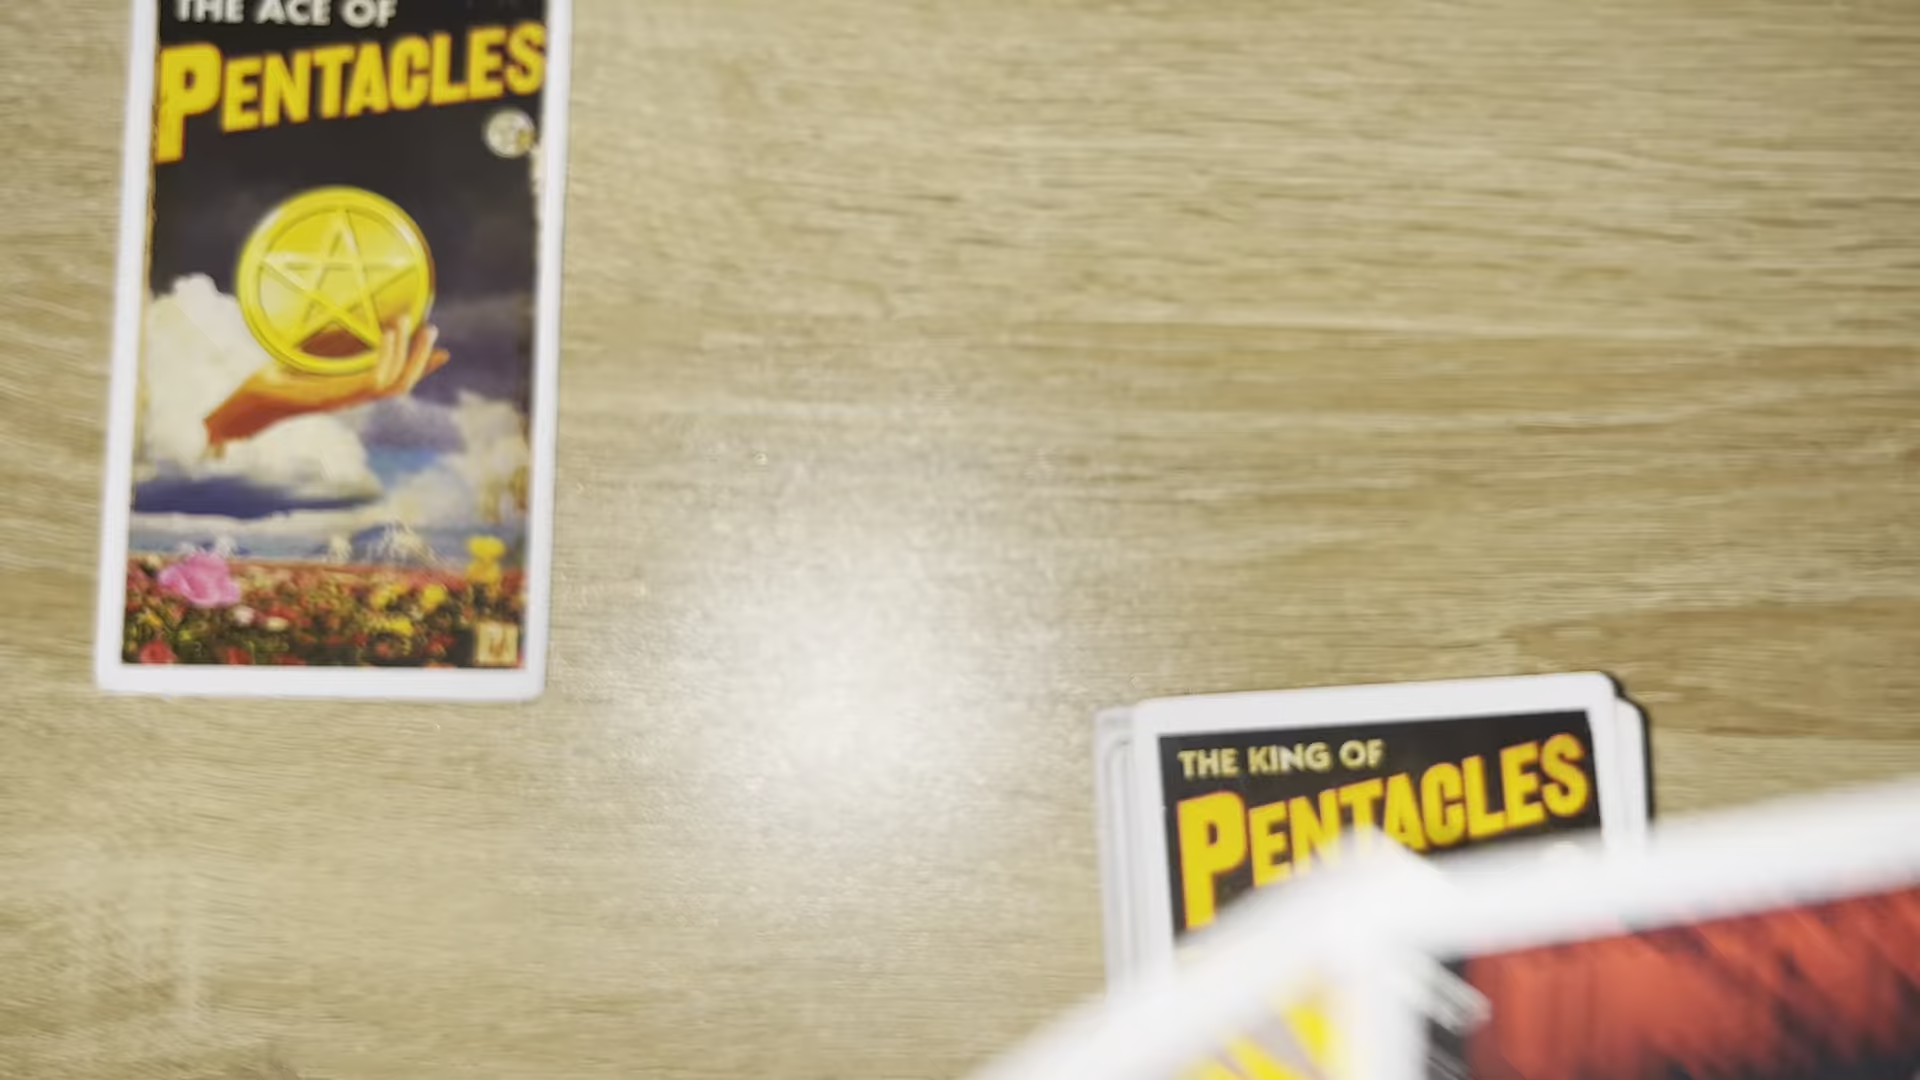 THE ACE OF
PENTACLES
THE KING OF
PENTACLES